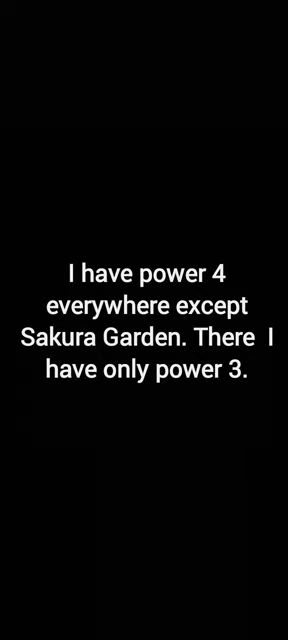 I have power 4
everywhere except
Sakura Garden. There  I
have only power 3.